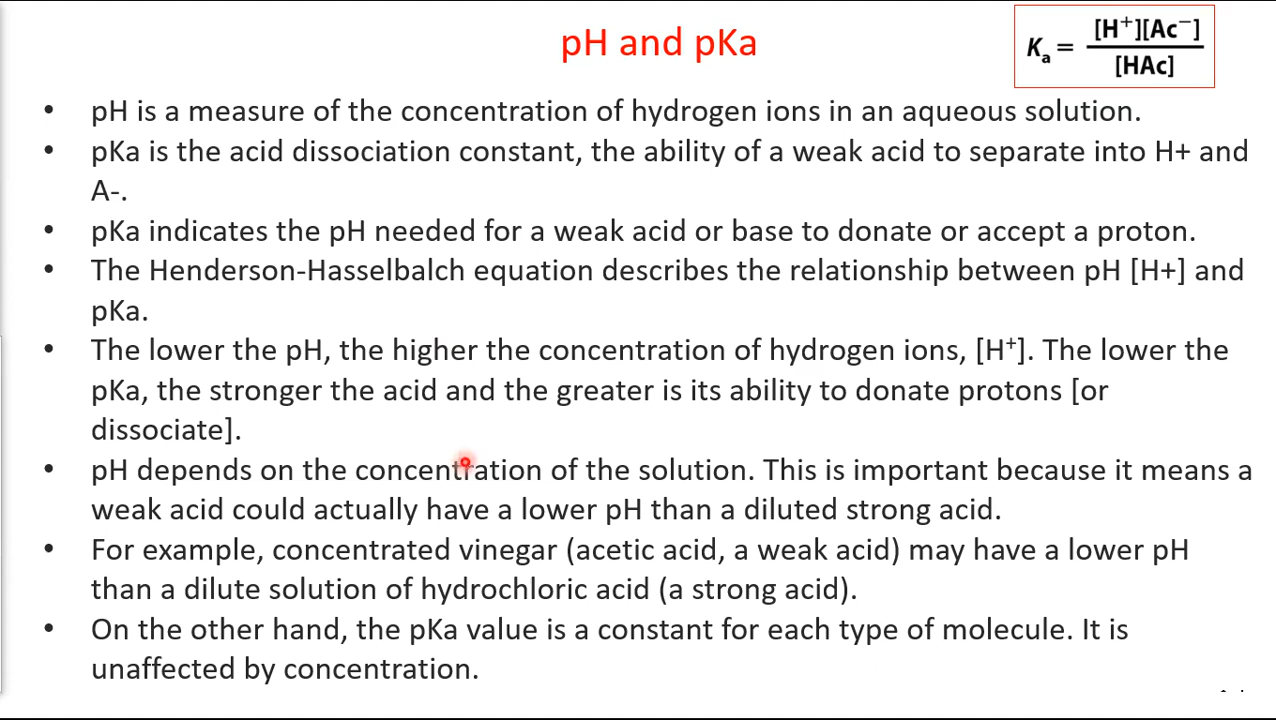 pH and pKa
Kₐ = [H⁺][Ac⁻]
[HAc]
• pH is a measure of the concentration of hydrogen ions in an aqueous solution.
• pKa is the acid dissociation constant, the ability of a weak acid to separate into H+ and
A-.
• pKa indicates the pH needed for a weak acid or base to donate or accept a proton.
• The Henderson-Hasselbalch equation describes the relationship between pH [H+] and
pKa.
• The lower the pH, the higher the concentration of hydrogen ions, [H⁺]. The lower the
pKa, the stronger the acid and the greater is its ability to donate protons [or
dissociate].
• pH depends on the concentration of the solution. This is important because it means a
weak acid could actually have a lower pH than a diluted strong acid.
• For example, concentrated vinegar (acetic acid, a weak acid) may have a lower pH
than a dilute solution of hydrochloric acid (a strong acid).
• On the other hand, the pKa value is a constant for each type of molecule. It is
unaffected by concentration.